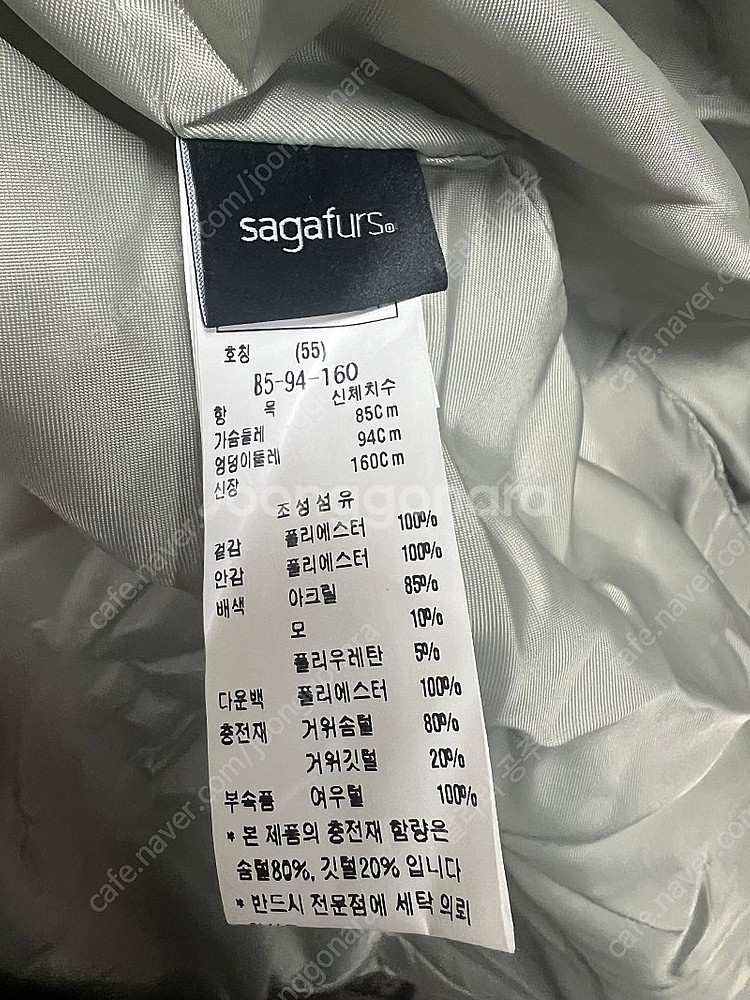 sagafurs®
호칭 (55)
85-94-160
항 목 신체치수
가슴둘레 85Cm
엉덩이둘레 94Cm
신장 160Cm
조성섬유
겉감 폴리에스터 100%
안감 폴리에스터 100%
배색 아크릴 85%
모 10%
폴리우레탄 5%
다운백 폴리에스터 100%
충전재 거위솜털 80%
거위깃털 20%
부속품 여우털 100%
* 본 제품의 충전재 함량은
솜털80%, 깃털20% 입니다
* 반드시 전문점에 세탁 의뢰
joonggonara
cafe.naver.com/joonggonara